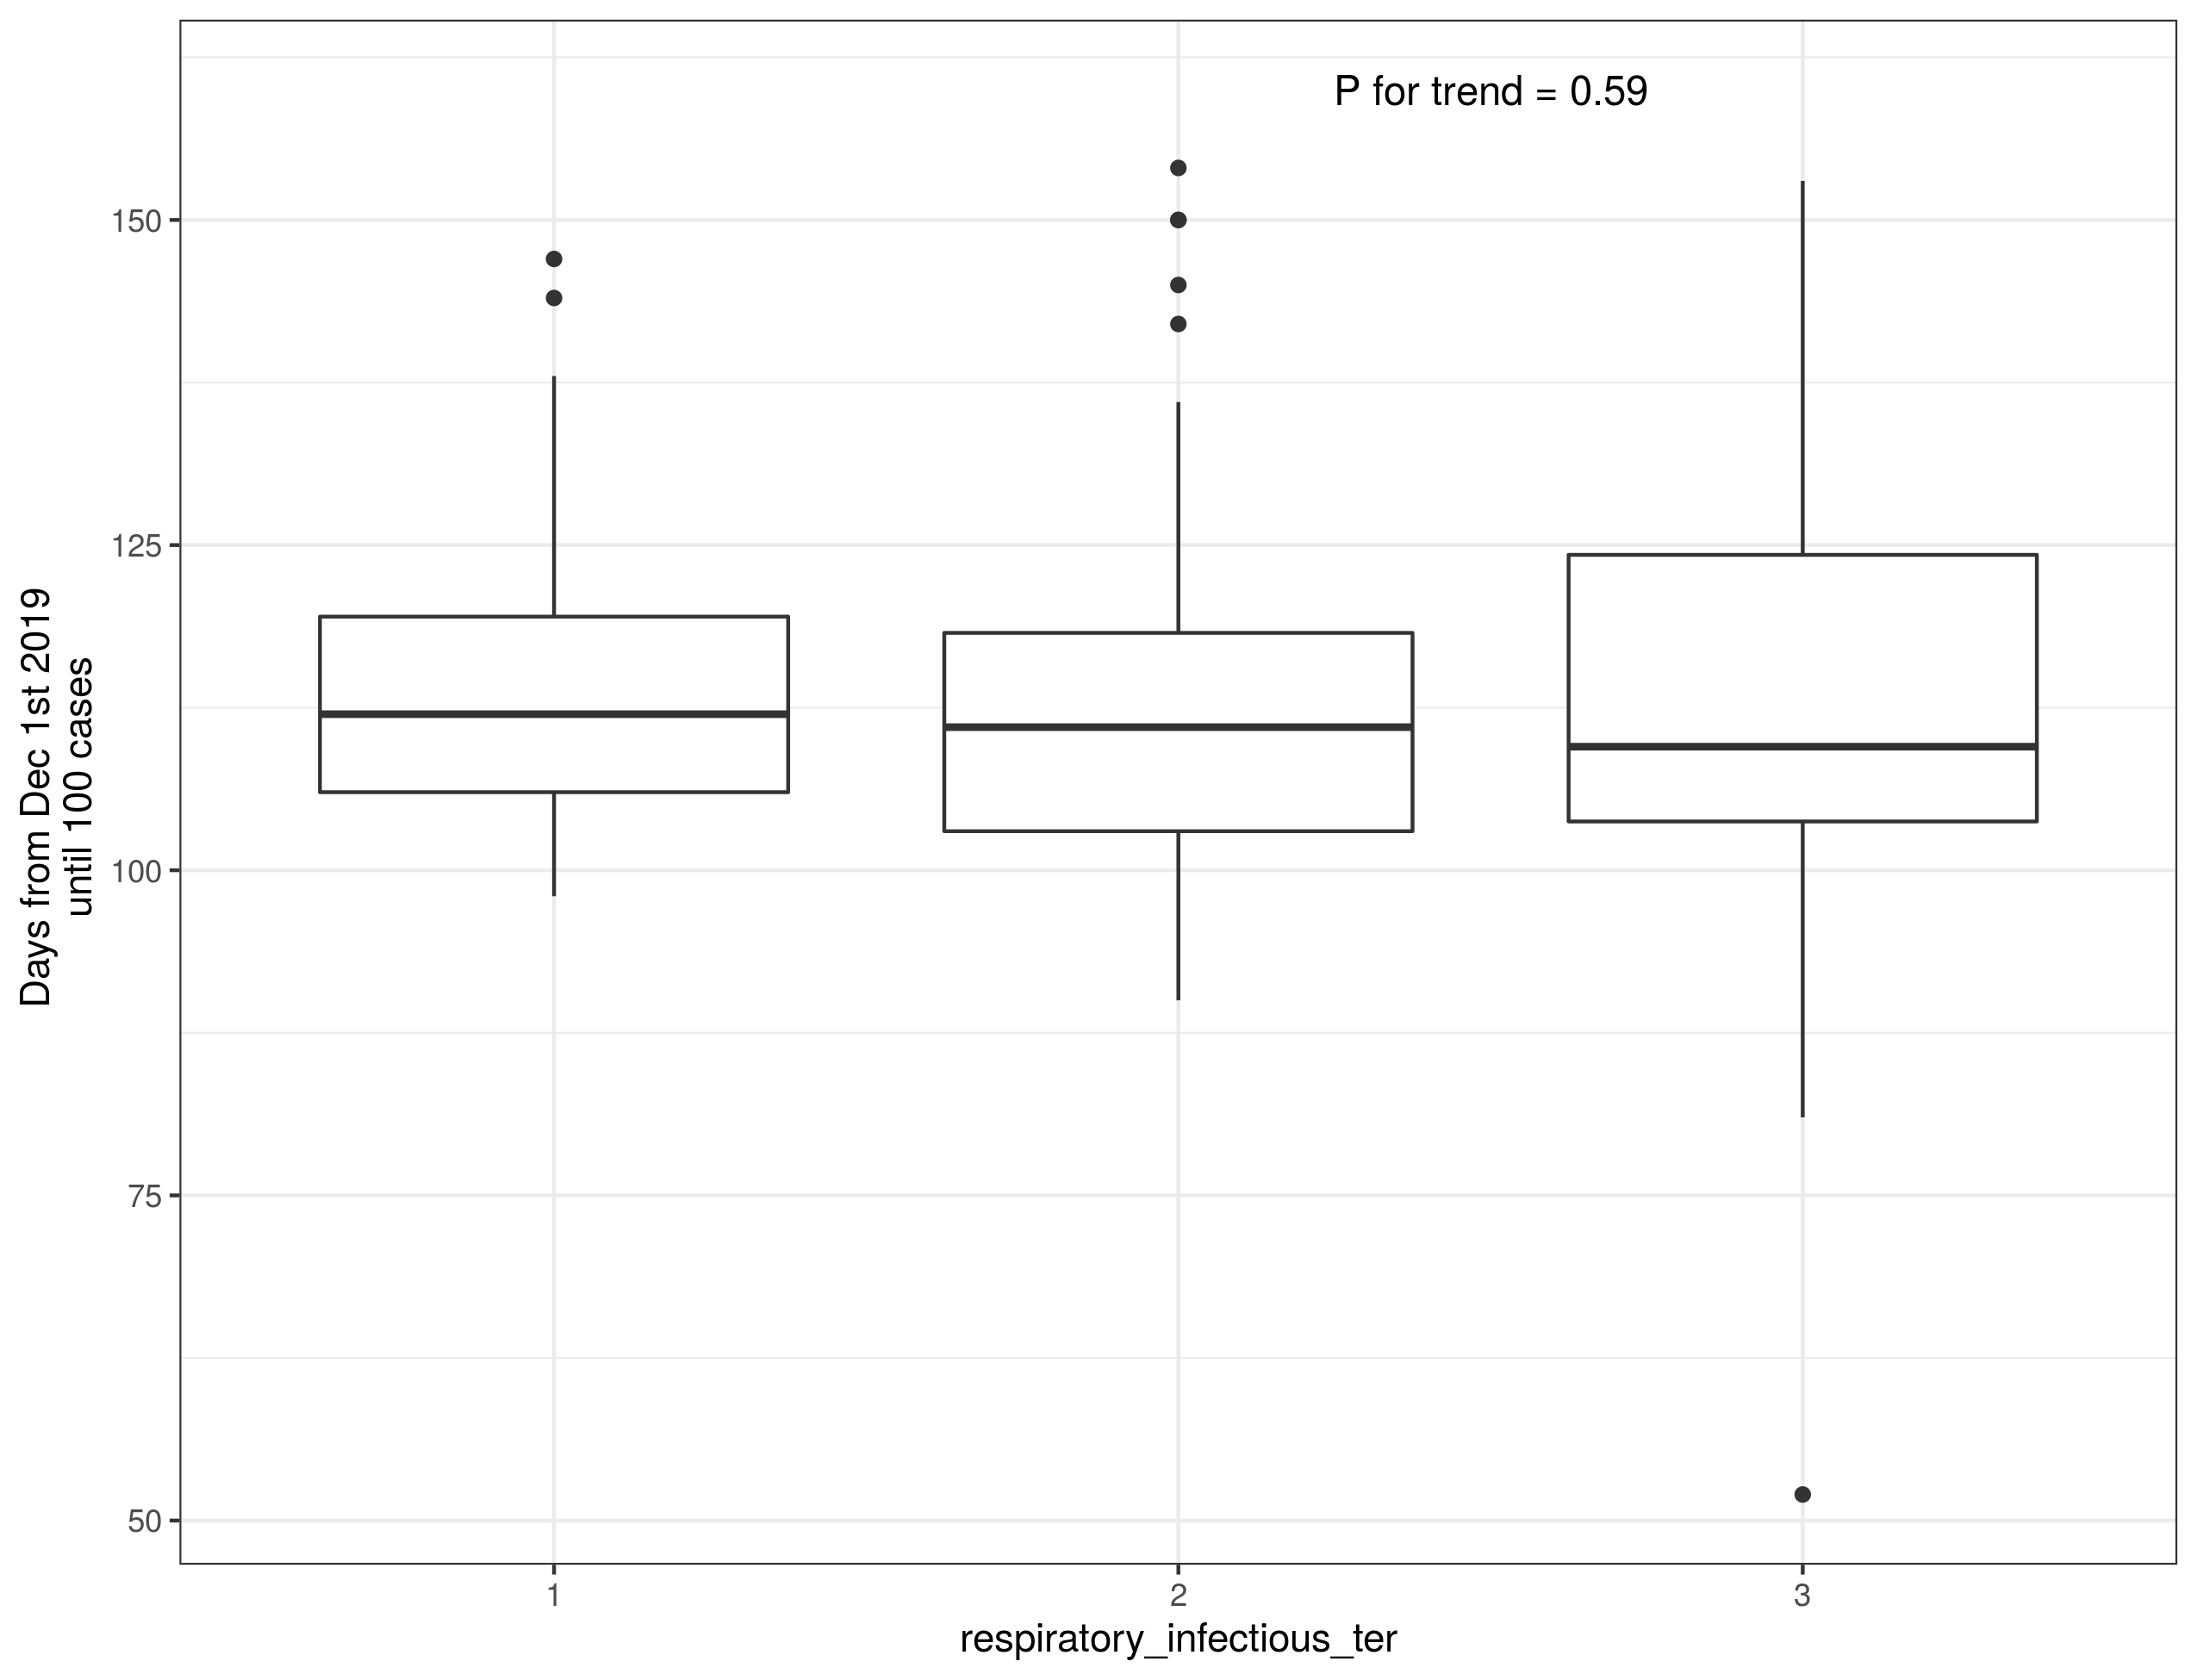 P for trend = 0.59
150
125
100
75
50
Days from Dec 1st 2019
until 100 cases
1
2
3
respiratory_infectious_ter